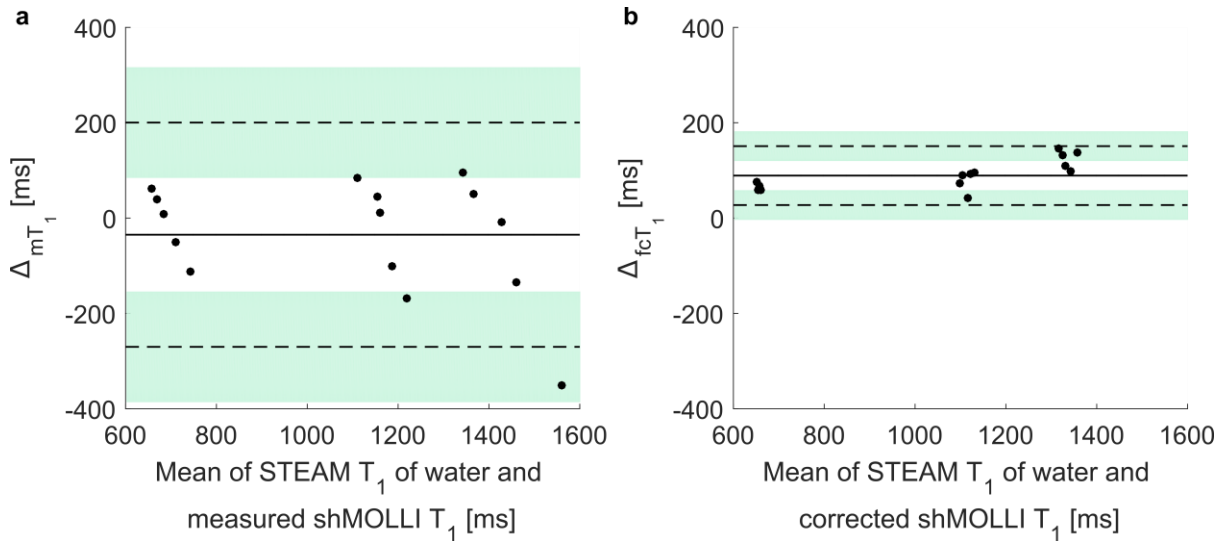 a
400
200
0
-200
-400
Δ_mT_1 [ms]
600 800 1000 1200 1400 1600
Mean of STEAM T_1 of water and
measured shMOLLI T_1 [ms]
b
400
200
0
-200
-400
Δ_fcT_1 [ms]
600 800 1000 1200 1400 1600
Mean of STEAM T_1 of water and
corrected shMOLLI T_1 [ms]